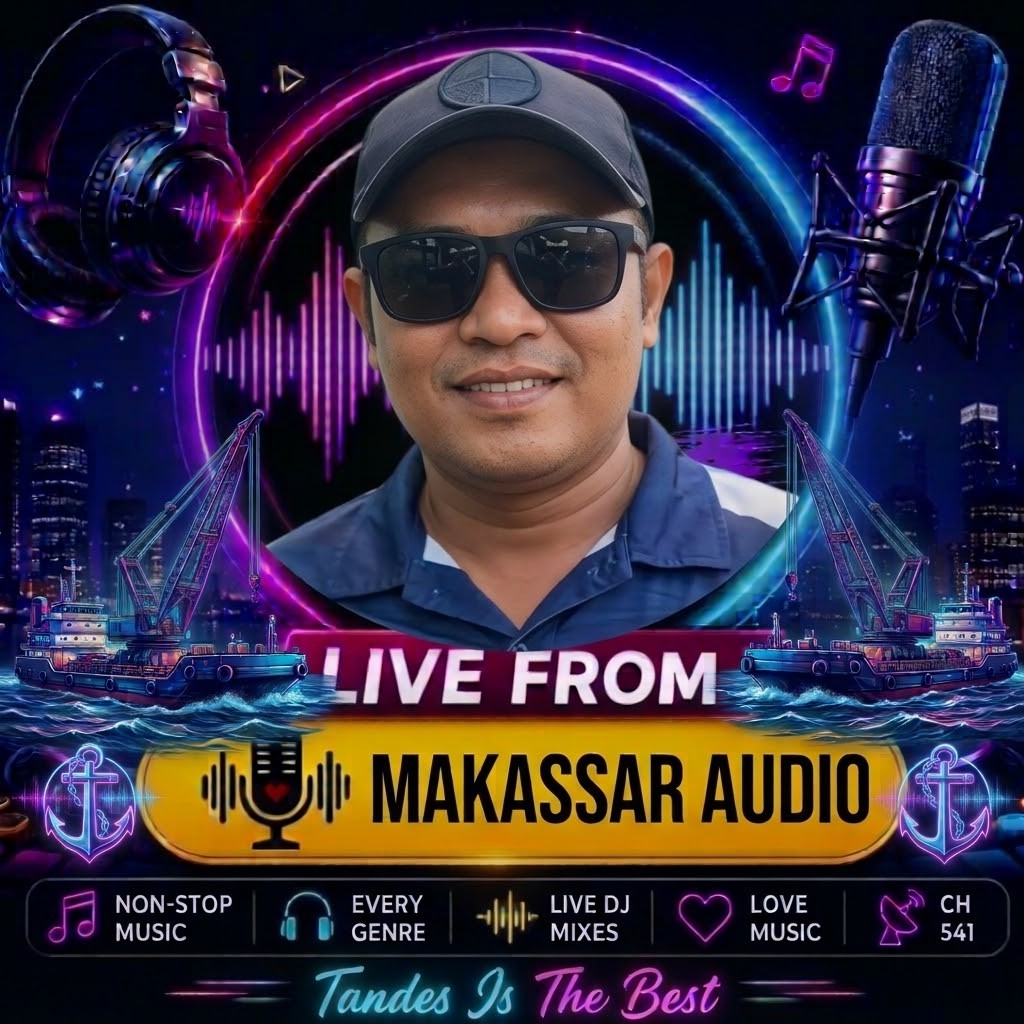 LIVE FROM
MAKASSAR AUDIO
NON-STOP
MUSIC
EVERY
GENRE
LIVE DJ
MIXES
LOVE
MUSIC
CH
541
Tandes Is The Best